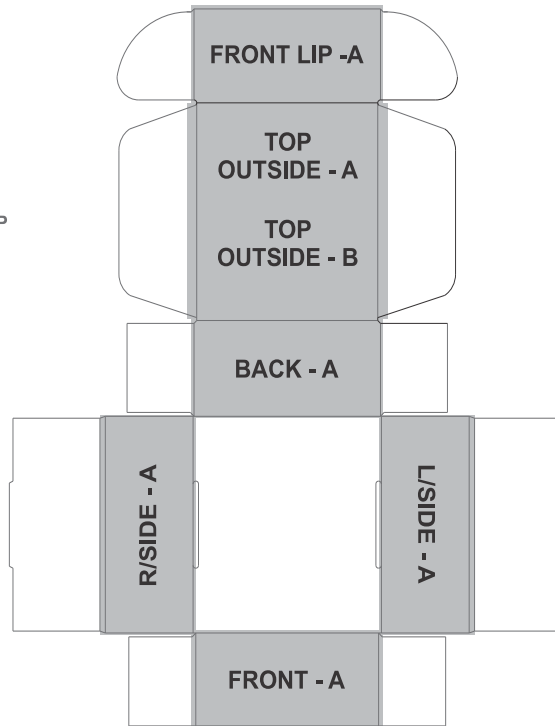 FRONT LIP -A
TOP
OUTSIDE - A
TOP
OUTSIDE - B
BACK - A
R/SIDE - A
L/SIDE - A
FRONT - A